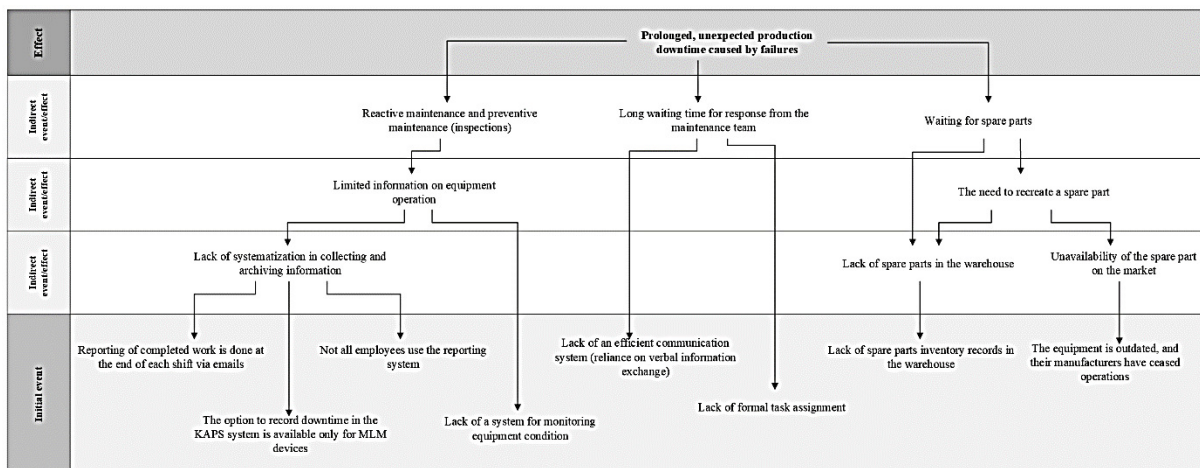 Effect
Prolonged, unexpected production
downtime caused by failures
Indirect
event/effect
Reactive maintenance and preventive
maintenance (inspections)
Long waiting time for response from the
maintenance team
Waiting for spare parts
Indirect
event/effect
Limited information on equipment
operation
The need to recreate a spare part
Indirect
event/effect
Lack of systematization in collecting and
archiving information
Lack of spare parts in the warehouse
Unavailability of the spare part
on the market
Initial event
Reporting of completed work is done at
the end of each shift via emails
Not all employees use the reporting
system
Lack of an efficient communication
system (reliance on verbal information
exchange)
Lack of spare parts inventory records in
the warehouse
The equipment is outdated, and
their manufacturers have ceased
operations
The option to record downtime in the
KAPS system is available only for MLM
devices
Lack of a system for monitoring
equipment condition
Lack of formal task assignment